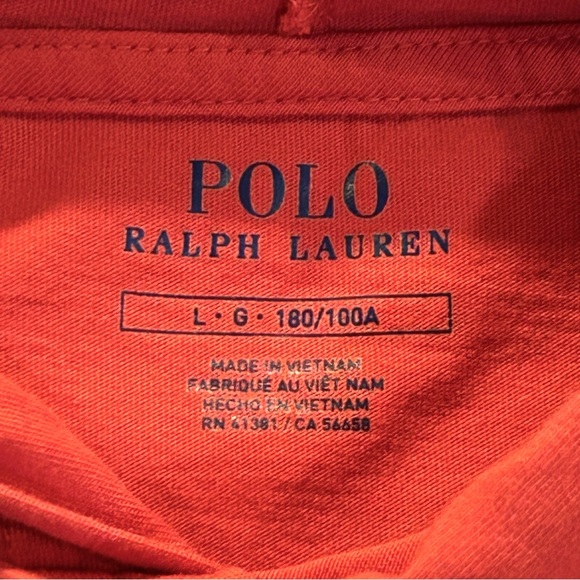 POLO
RALPH LAUREN
L • G • 180/100A
MADE IN VIETNAM
FABRIQUÉ AU VIÊT NAM
HECHO EN VIETNAM
RN 41381 / CA 56658